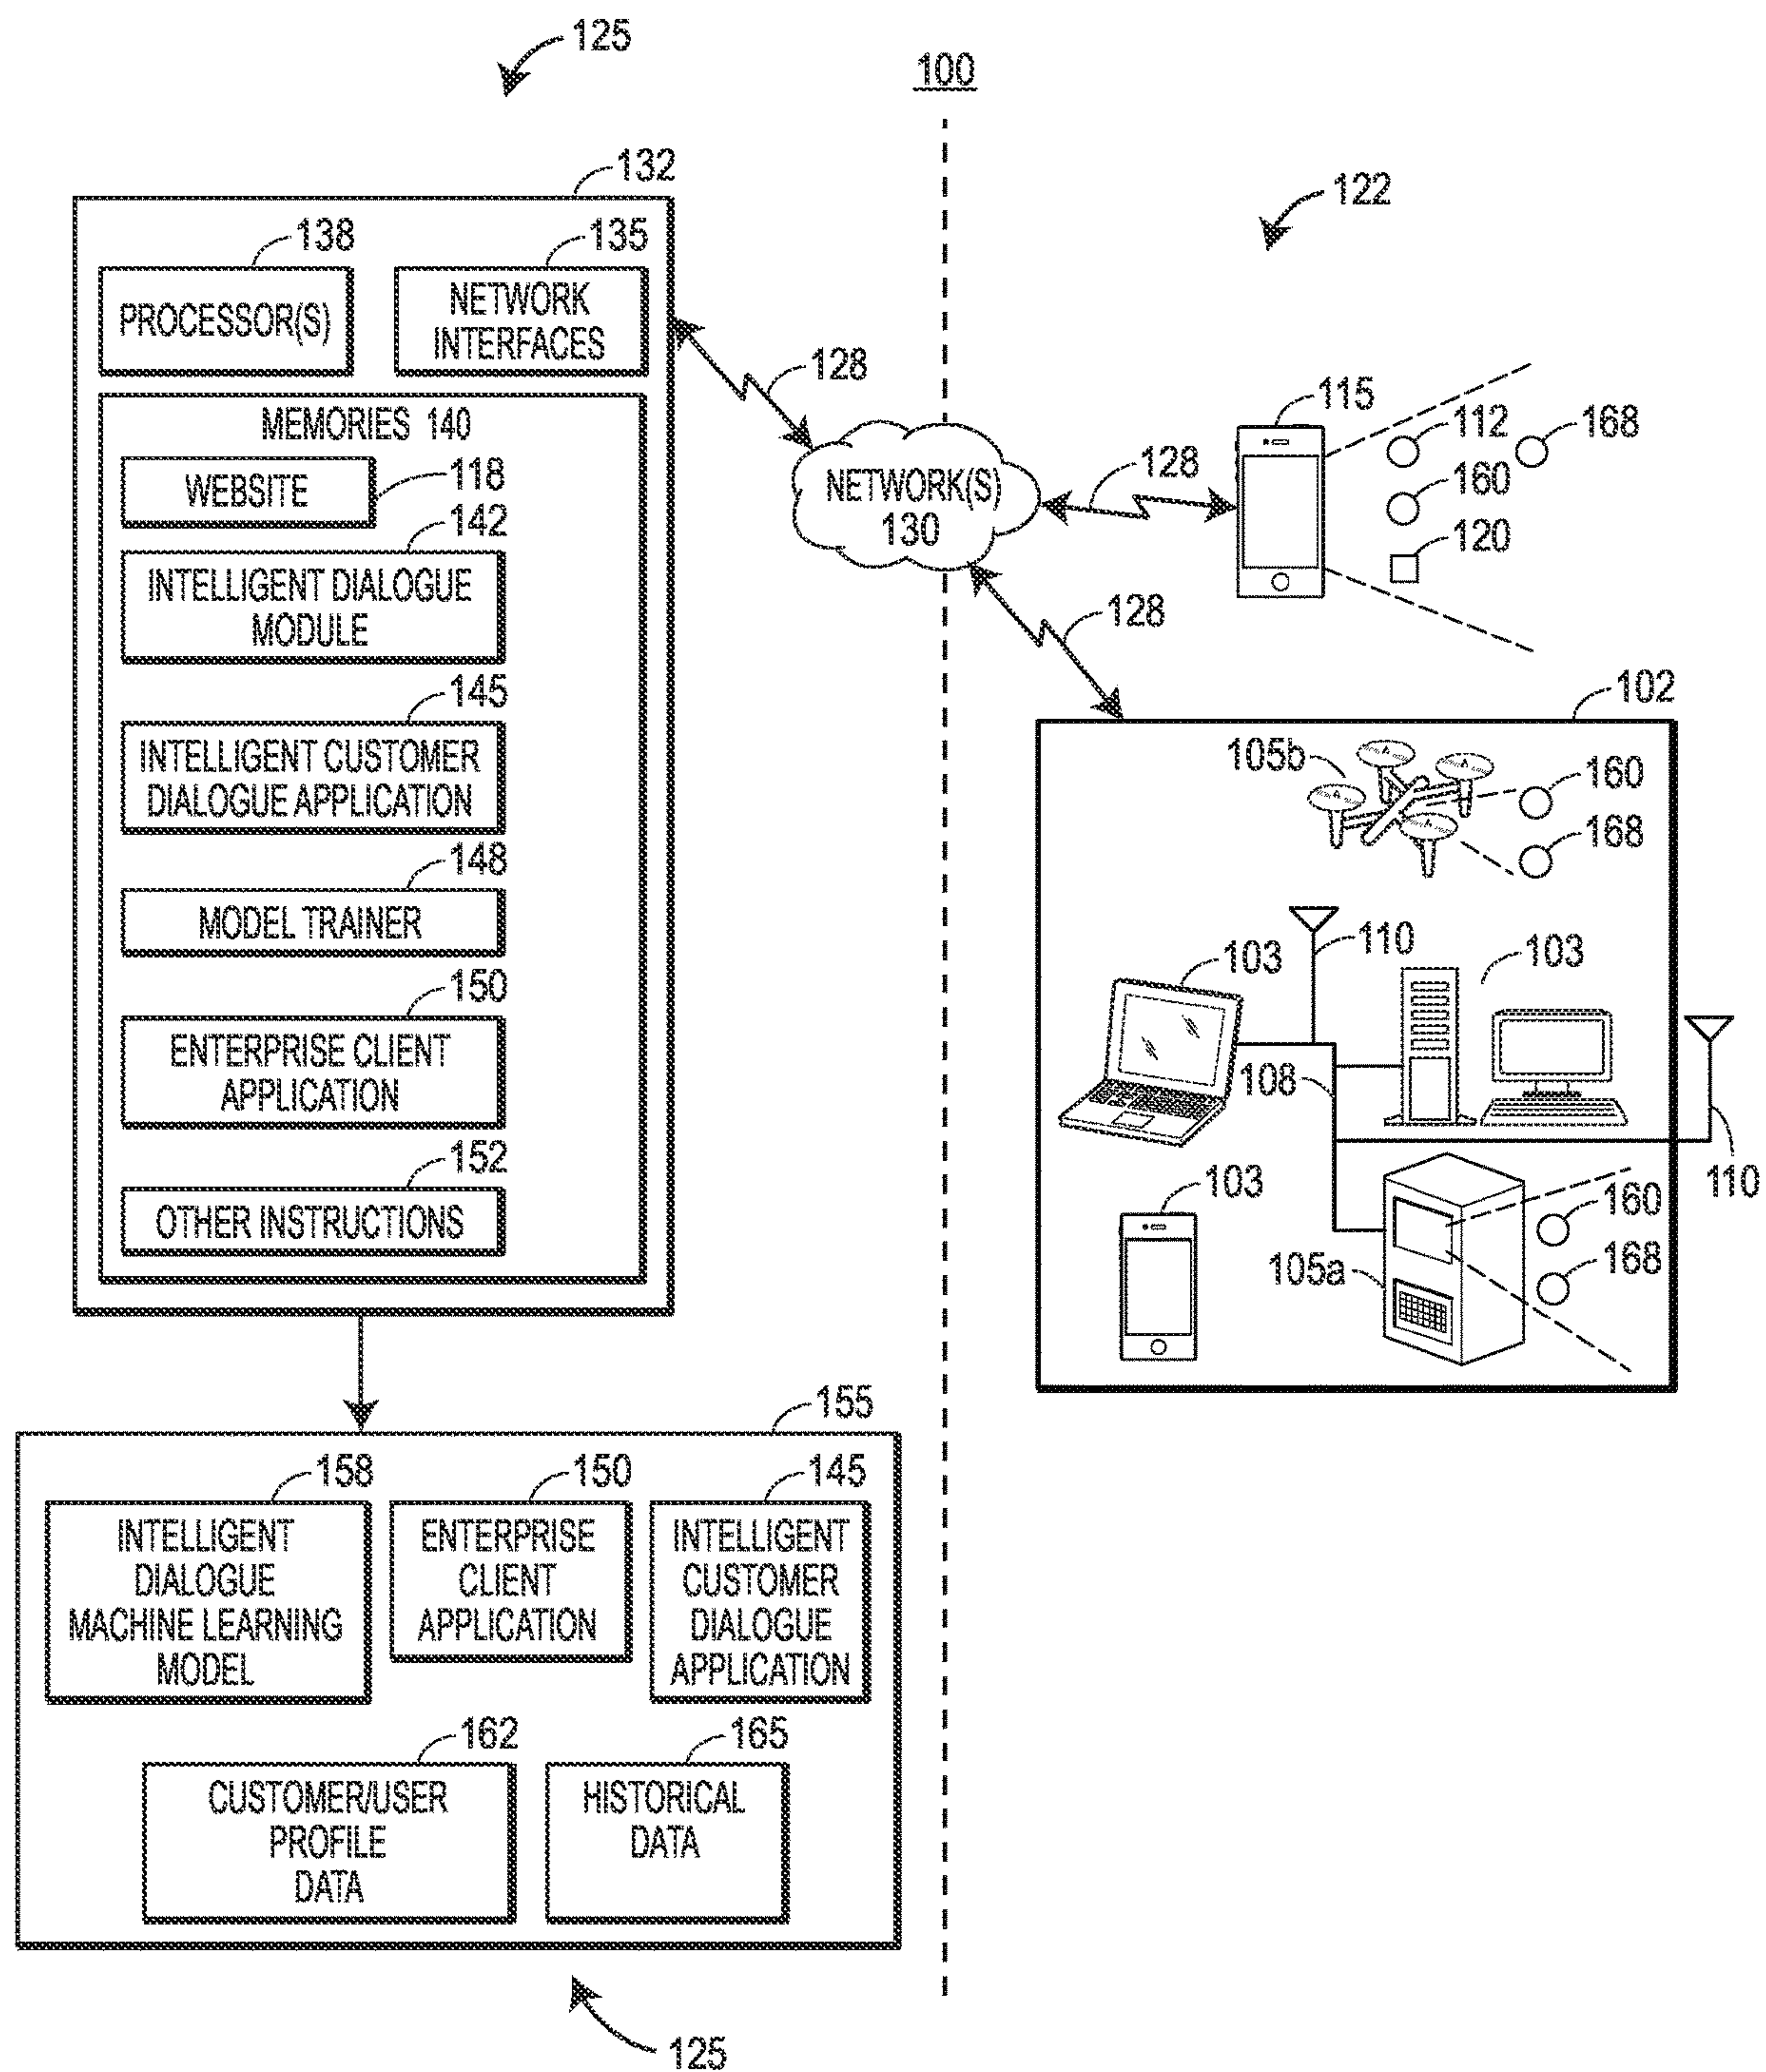 125
100
132
138
135
PROCESSOR(S)
NETWORK
INTERFACES
MEMORIES 140
WEBSITE
118
142
INTELLIGENT DIALOGUE
MODULE
145
INTELLIGENT CUSTOMER
DIALOGUE APPLICATION
148
MODEL TRAINER
150
ENTERPRISE CLIENT
APPLICATION
152
OTHER INSTRUCTIONS
128
NETWORK(S)
130
128
128
122
115
112
168
160
120
102
105b
160
168
110
103
103
108
110
103
105a
160
168
155
158
INTELLIGENT
DIALOGUE
MACHINE LEARNING
MODEL
150
ENTERPRISE
CLIENT
APPLICATION
145
INTELLIGENT
CUSTOMER
DIALOGUE
APPLICATION
162
CUSTOMER/USER
PROFILE
DATA
165
HISTORICAL
DATA
125